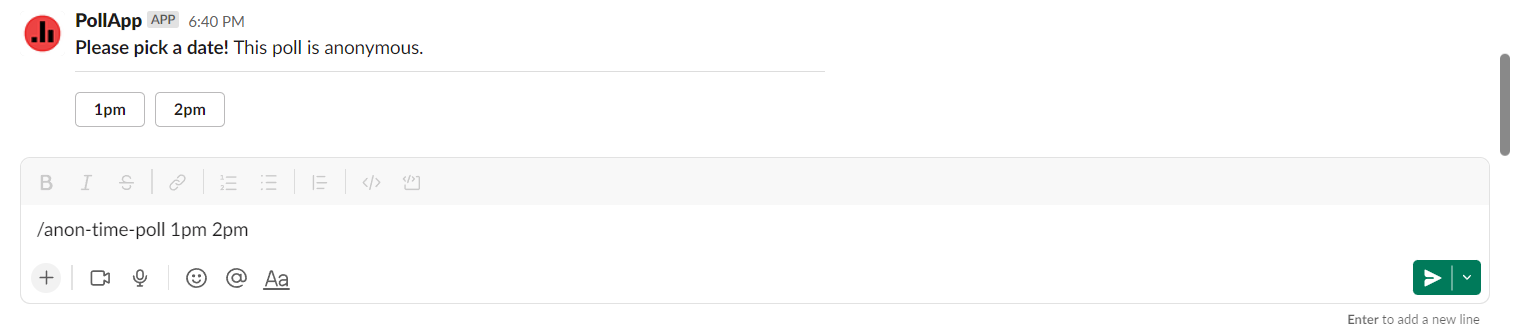 PollApp APP 6:40 PM
Please pick a date! This poll is anonymous.
1pm 2pm
B I S
/anon-time-poll 1pm 2pm
@ Aa
Enter to add a new line